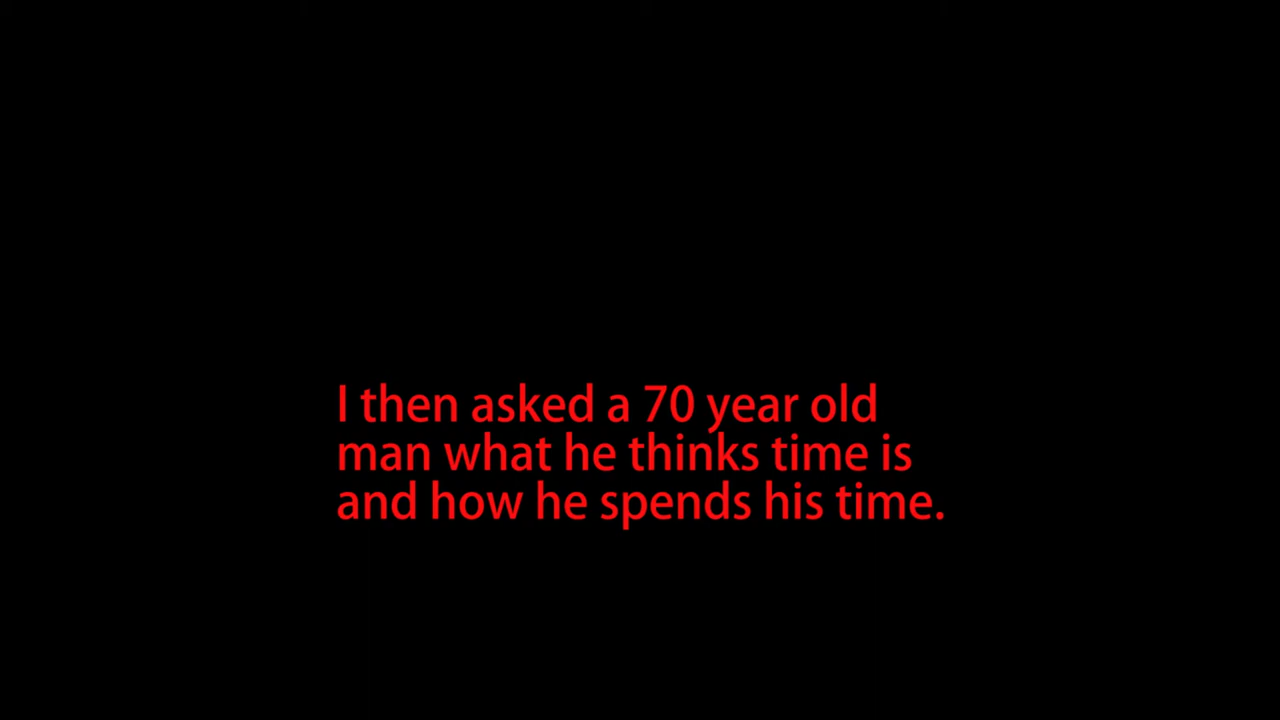 I then asked a 70 year old
man what he thinks time is
and how he spends his time.